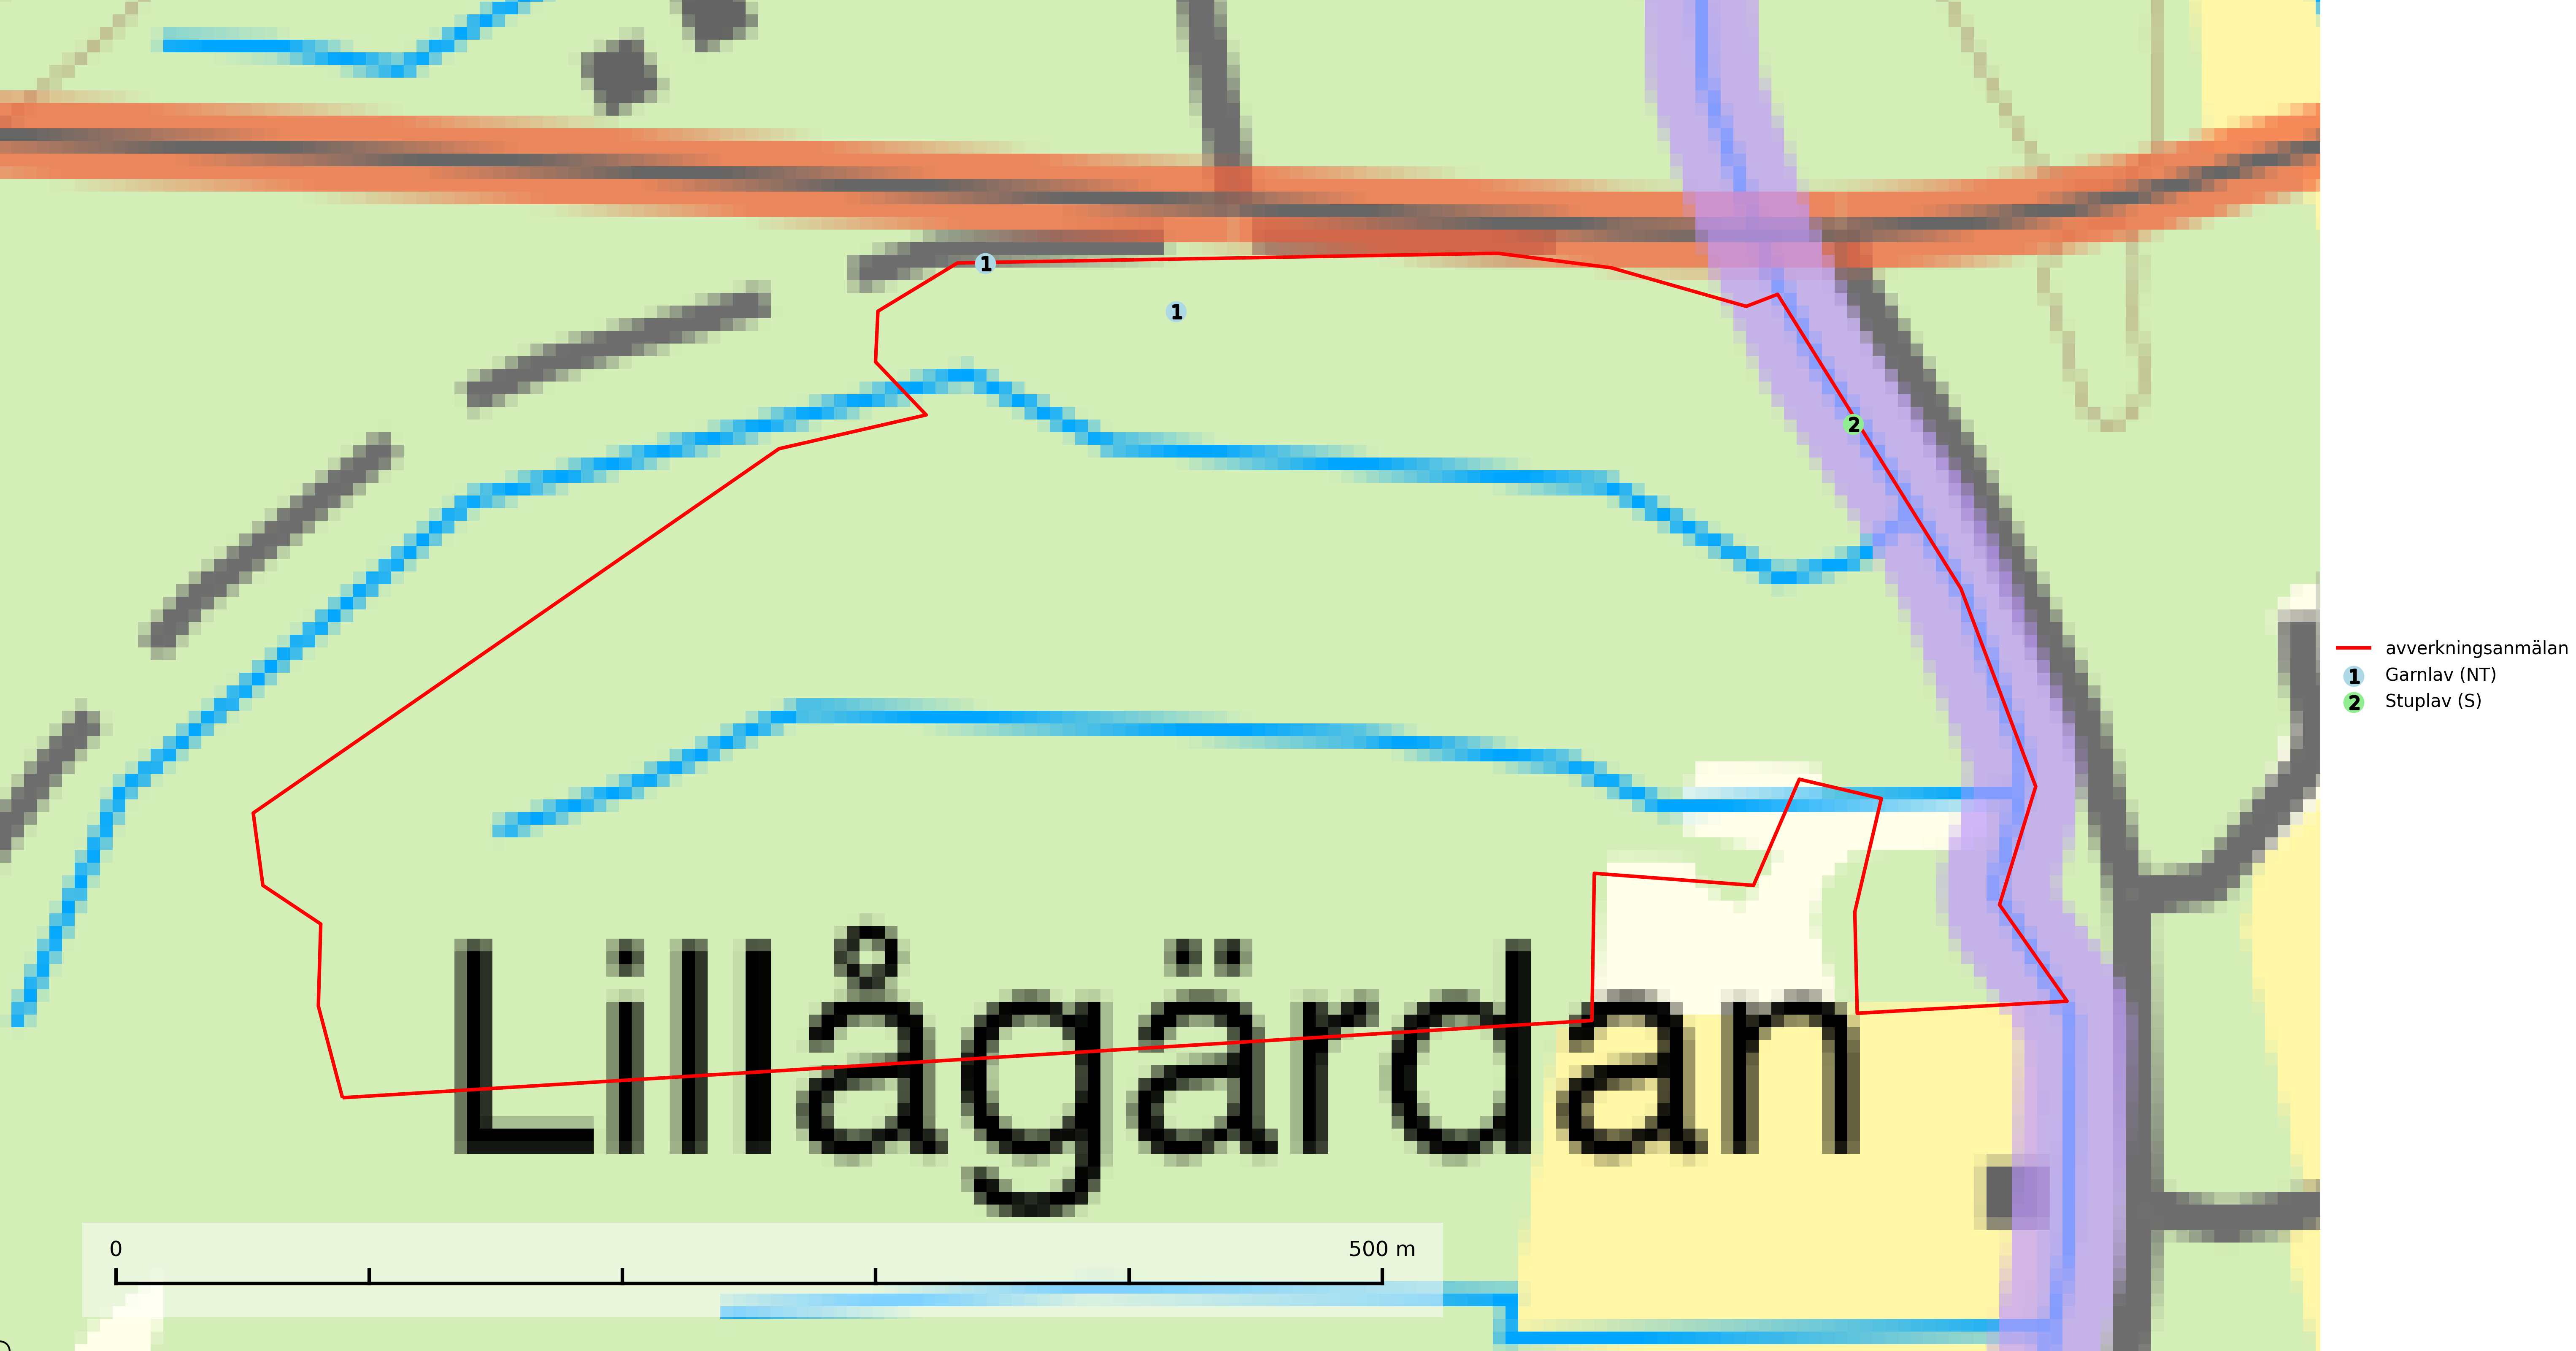 1
1
2
avverkningsanmälan
1 Garnlav (NT)
2 Stuplav (S)
Lillågärdan
0 500 m